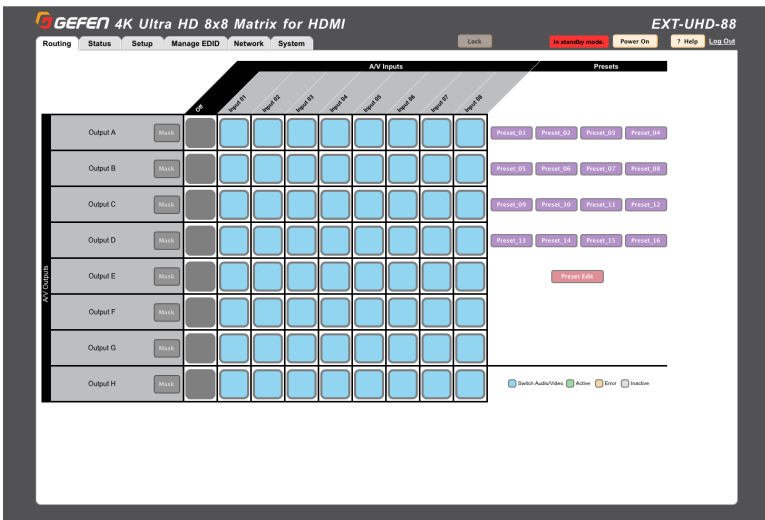 GEFEN 4K Ultra HD 8x8 Matrix for HDMI EXT-UHD-88
Routing Status Setup Manage EDID Network System Lock In standby mode. Power On ? Help Log Out
A/V Inputs Presets
Off Input 01 Input 02 Input 03 Input 04 Input 05 Input 06 Input 07 Input 08
Output A Mask Preset_01 Preset_02 Preset_03 Preset_04
Output B Mask Preset_05 Preset_06 Preset_07 Preset_08
Output C Mask Preset_09 Preset_10 Preset_11 Preset_12
Output D Mask Preset_13 Preset_14 Preset_15 Preset_16
A/V Outputs
Output E Mask Preset Edit
Output F Mask
Output G Mask
Output H Mask Switch Audio/Video Active Error Inactive